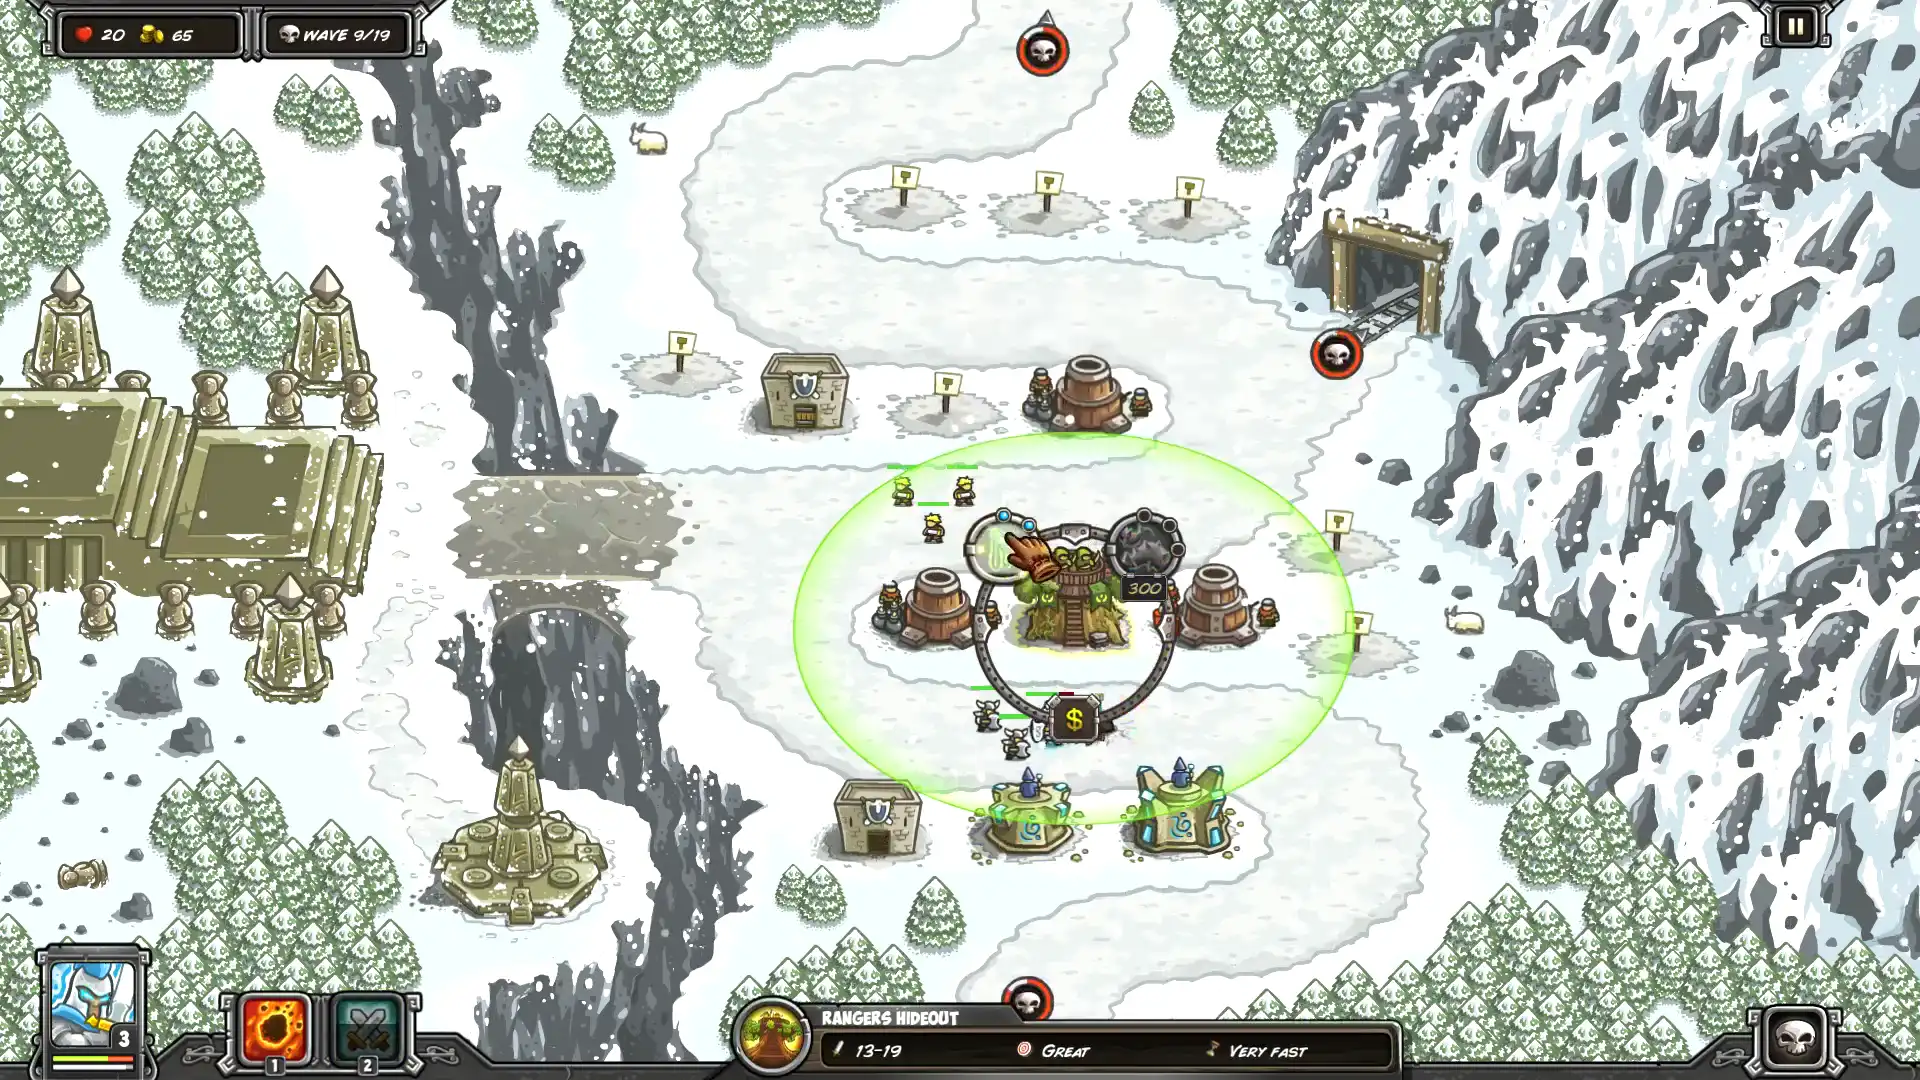 20 65 WAVE 9/19
300
$
3
1 2
RANGERS HIDEOUT
13-19 GREAT VERY FAST